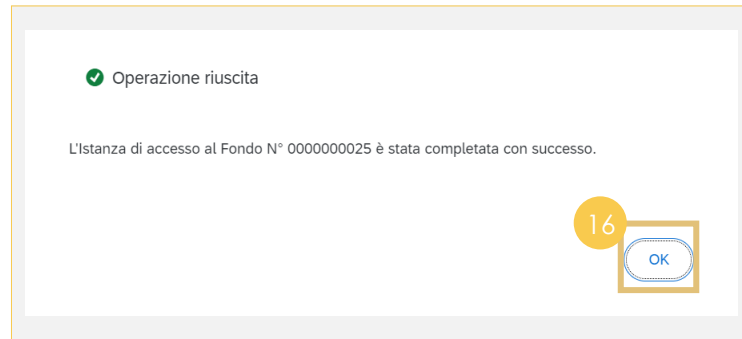 Operazione riuscita
L'Istanza di accesso al Fondo N° 0000000025 è stata completata con successo.
16
OK